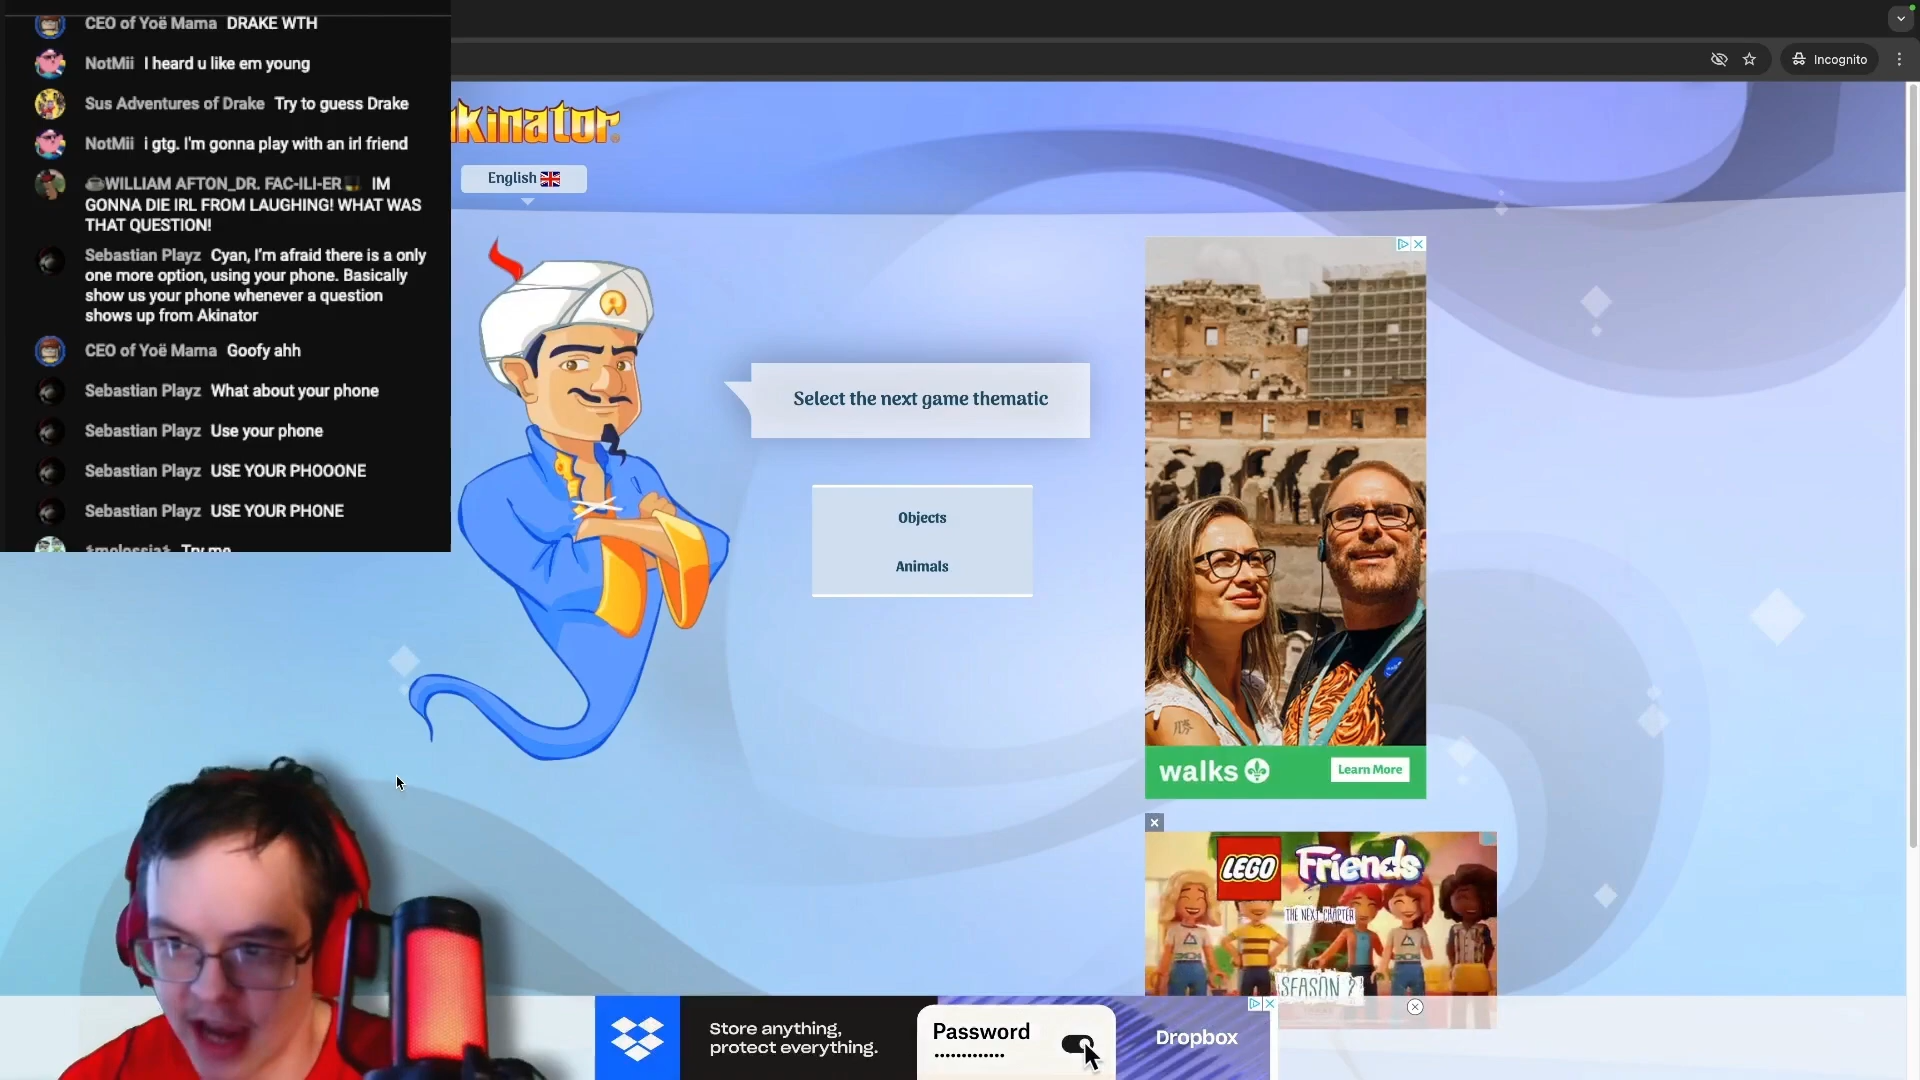 CEO of Yoë Mama DRAKE WTH
NotMii I heard u like em young
Sus Adventures of Drake Try to guess Drake
NotMii i gtg. I'm gonna play with an irl friend
☕WILLIAM AFTON_DR. FAC-ILI-ER🎩 IM
GONNA DIE IRL FROM LAUGHING! WHAT WAS
THAT QUESTION!
Sebastian Playz Cyan, I'm afraid there is a only
one more option, using your phone. Basically
show us your phone whenever a question
shows up from Akinator
CEO of Yoë Mama Goofy ahh
Sebastian Playz What about your phone
Sebastian Playz Use your phone
Sebastian Playz USE YOUR PHOOONE
Sebastian Playz USE YOUR PHONE
Try me
Incognito
akinator®
English
Select the next game thematic
Objects
Animals
walks
Learn More
LEGO Friends
THE NEXT CHAPTER
SEASON 2
Store anything,
protect everything.
Password
Dropbox